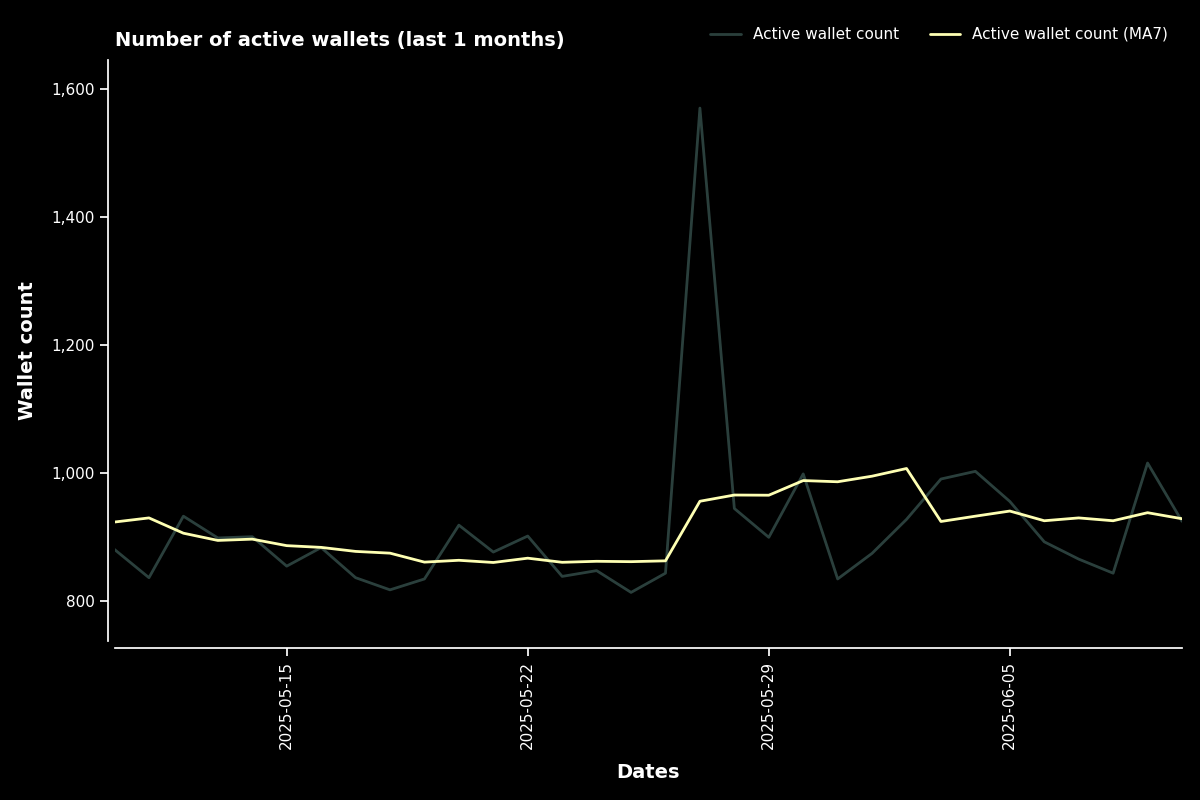 Number of active wallets (last 1 months)
Active wallet count
Active wallet count (MA7)
Wallet count
1,600
1,400
1,200
1,000
800
2025-05-15
2025-05-22
2025-05-29
2025-06-05
Dates